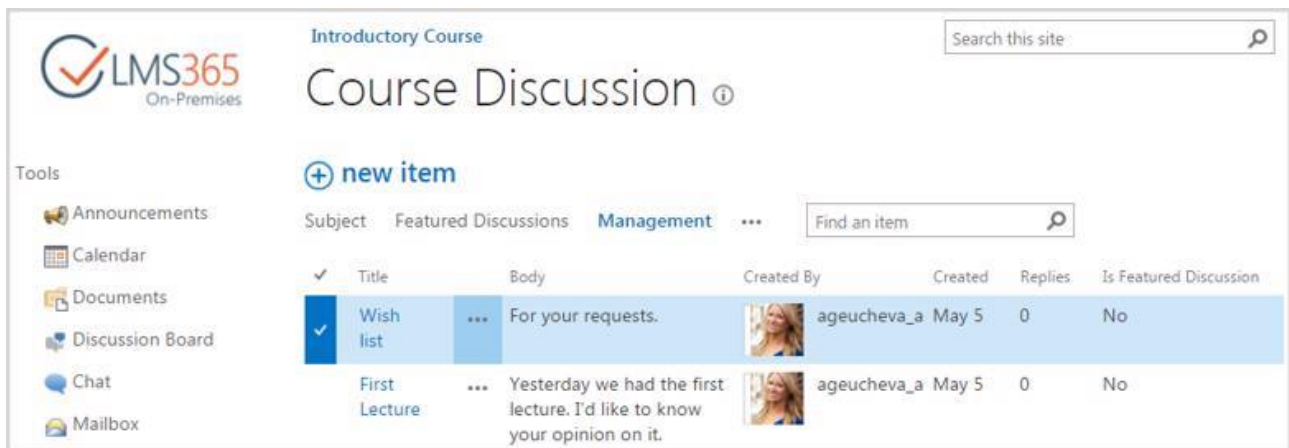 LMS365
On-Premises
Introductory Course
Search this site
Course Discussion
Tools
Announcements
Calendar
Documents
Discussion Board
Chat
Mailbox
new item
Subject Featured Discussions Management ... Find an item
Title Body Created By Created Replies Is Featured Discussion
Wish ... For your requests. ageucheva_a May 5 0 No
list
First ... Yesterday we had the first ageucheva_a May 5 0 No
Lecture lecture. I'd like to know
your opinion on it.